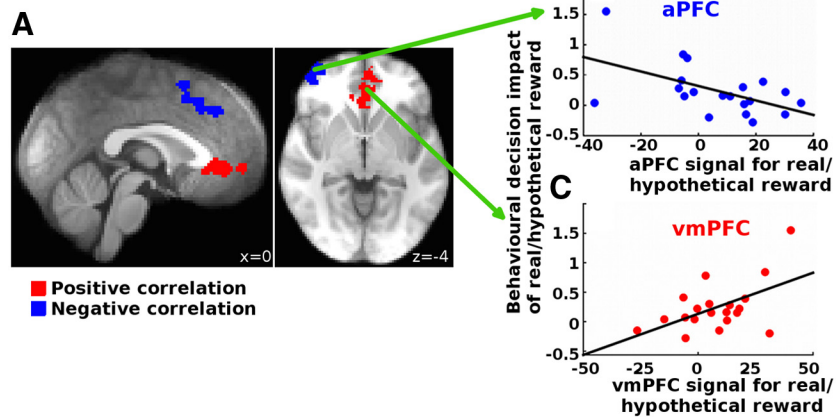 A
x=0
z=-4
Positive correlation
Negative correlation
Behavioural decision impact
of real/hypothetical reward
aPFC
1.5
1
0.5
0
-0.5
-40 -20 0 20 40
aPFC signal for real/
hypothetical reward
C
vmPFC
1.5
1
0.5
0
-0.5
-50 -25 0 25 50
vmPFC signal for real/
hypothetical reward